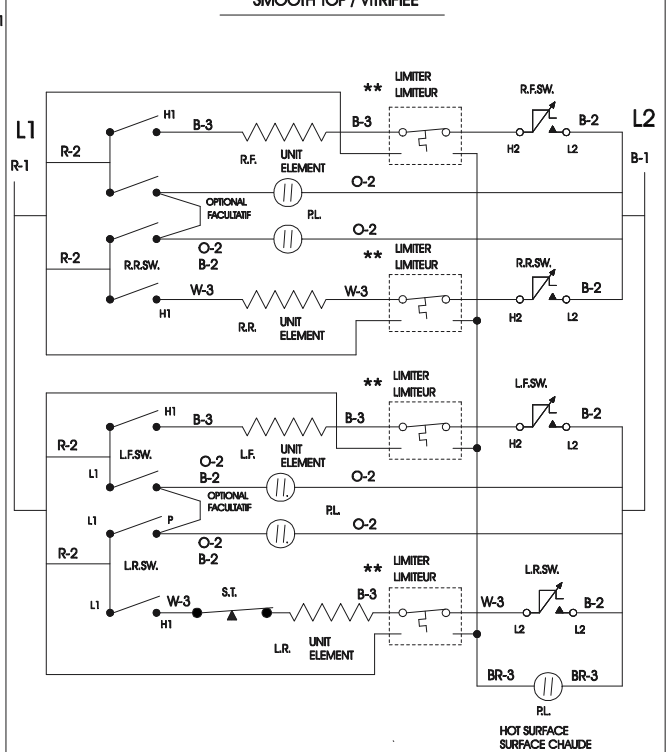 SMOOTH TOP / VITRIFIEE
L1
R-1
L2
B-1
** LIMITER
LIMITEUR
R.F.SW.
H1
B-3
B-3
B-2
R-2
R.F.
UNIT
ELEMENT
H2
L2
OPTIONAL
FACULTATIF
O-2
P.L.
O-2
O-2
B-2
** LIMITER
LIMITEUR
R.R.SW.
R-2
R.R.SW.
W-3
W-3
B-2
H1
R.R.
UNIT
ELEMENT
H2
L2
** LIMITER
LIMITEUR
L.F.SW.
H1
B-3
B-3
B-2
R-2
L.F.SW.
L.F.
UNIT
ELEMENT
H2
L2
L1
O-2
B-2
O-2
OPTIONAL
FACULTATIF
P.L.
L1
P
O-2
O-2
B-2
R-2
L.R.SW.
** LIMITER
LIMITEUR
L.R.SW.
L1
W-3
S.T.
B-3
W-3
B-2
H1
L.R.
UNIT
ELEMENT
L2
L2
BR-3
BR-3
P.L.
HOT SURFACE
SURFACE CHAUDE